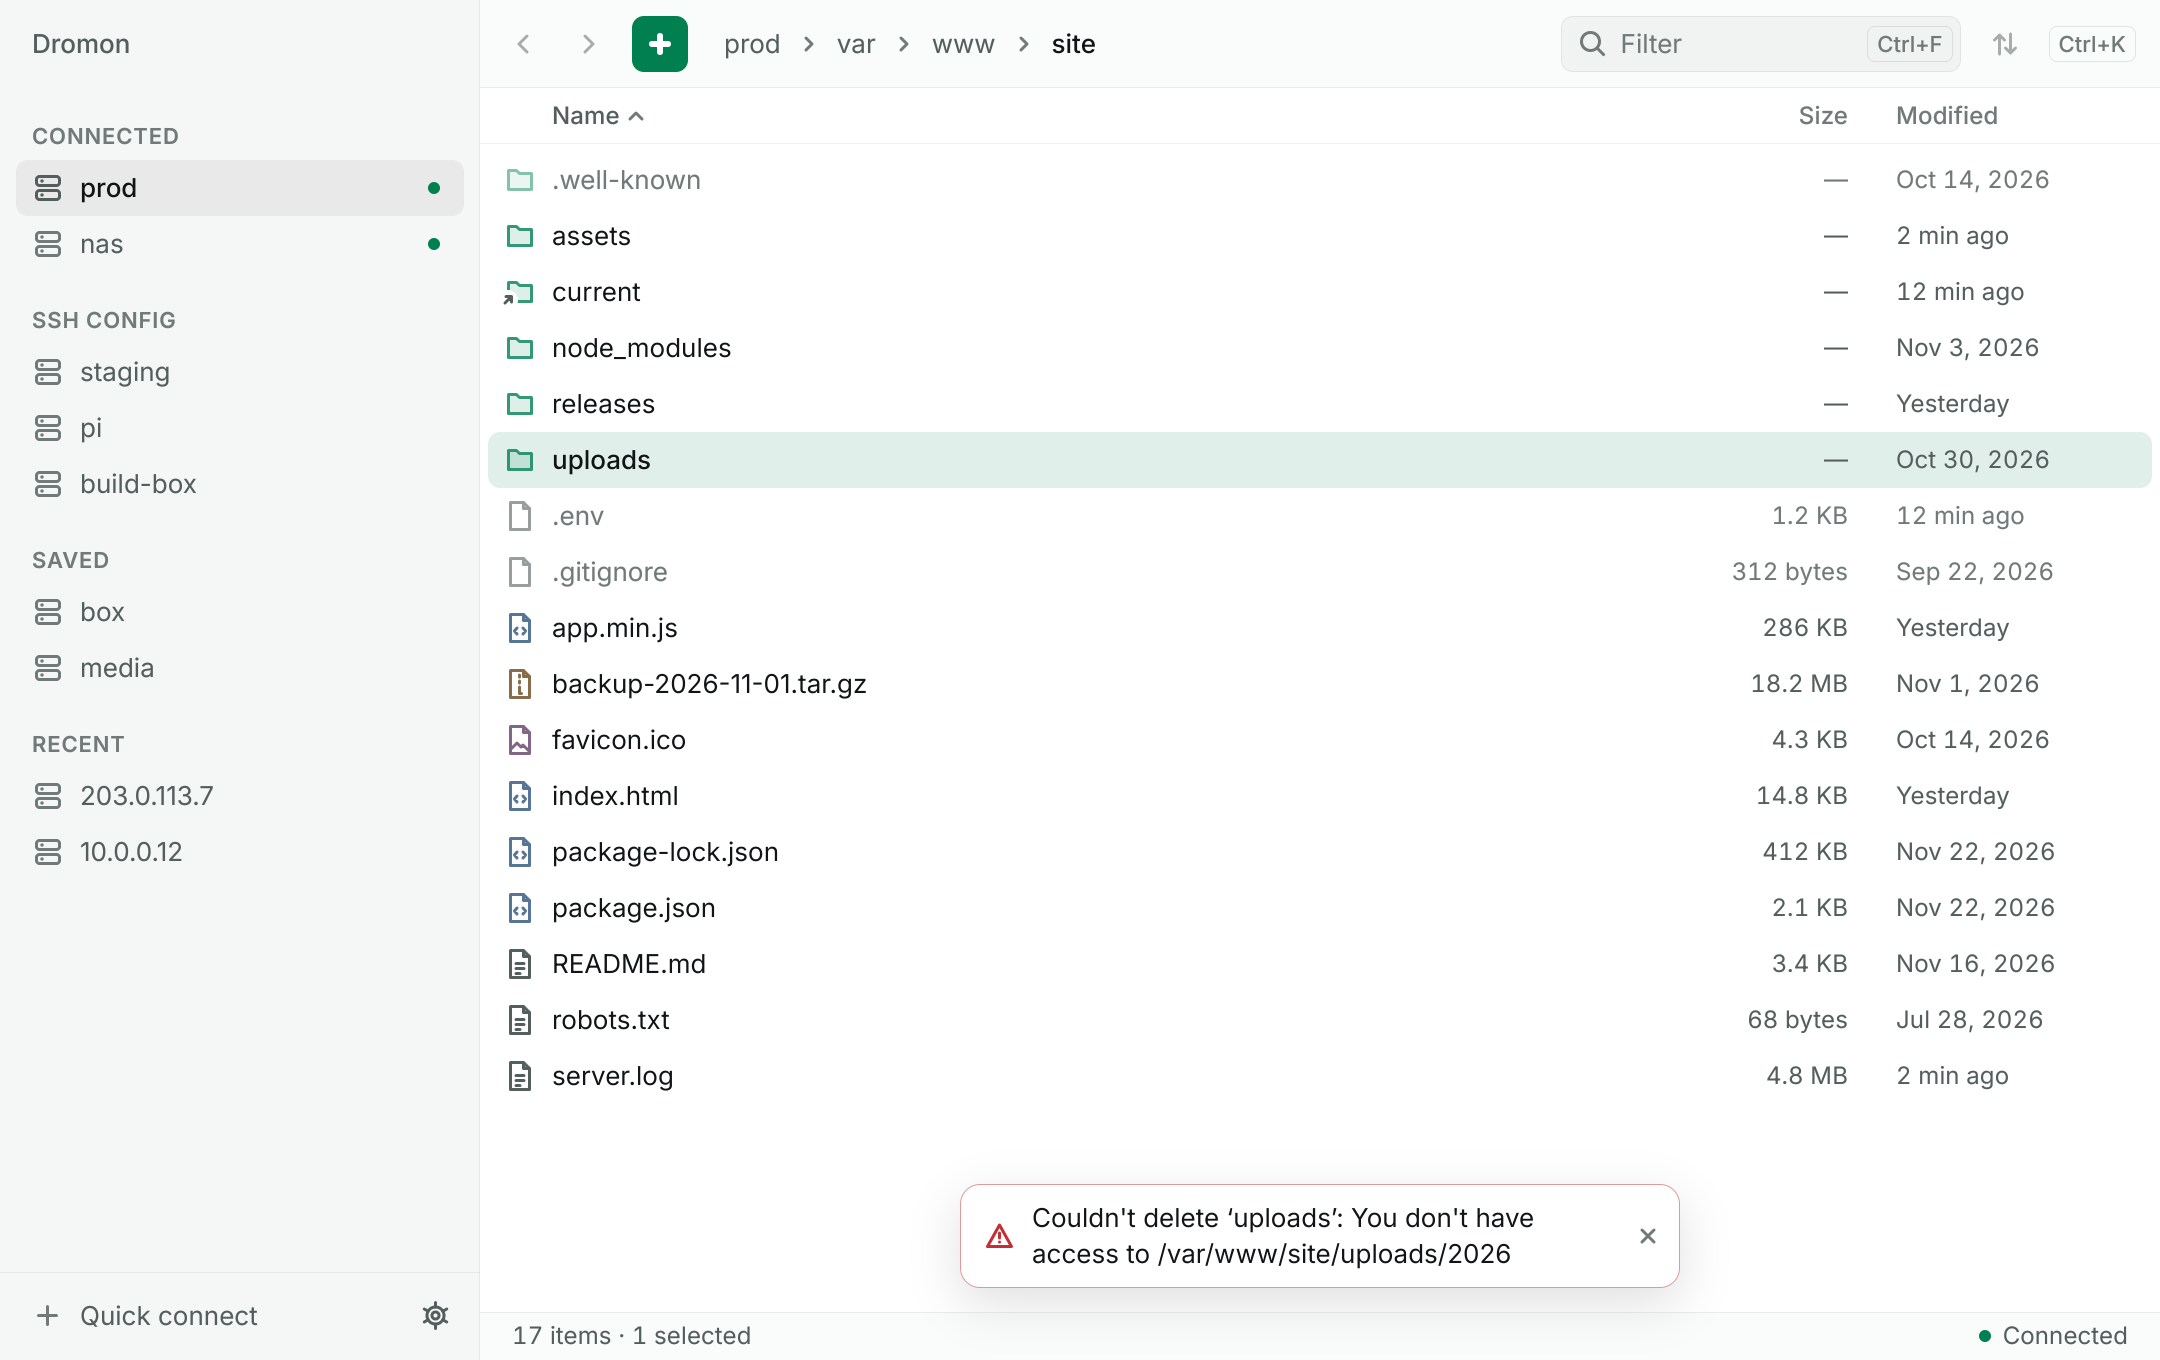 Dromon
CONNECTED
prod
nas
SSH CONFIG
staging
pi
build-box
SAVED
box
media
RECENT
203.0.113.7
10.0.0.12
Quick connect
prod › var › www › site
Filter Ctrl+F
Ctrl+K
Name Size Modified
.well-known — Oct 14, 2026
assets — 2 min ago
current — 12 min ago
node_modules — Nov 3, 2026
releases — Yesterday
uploads — Oct 30, 2026
.env 1.2 KB 12 min ago
.gitignore 312 bytes Sep 22, 2026
app.min.js 286 KB Yesterday
backup-2026-11-01.tar.gz 18.2 MB Nov 1, 2026
favicon.ico 4.3 KB Oct 14, 2026
index.html 14.8 KB Yesterday
package-lock.json 412 KB Nov 22, 2026
package.json 2.1 KB Nov 22, 2026
README.md 3.4 KB Nov 16, 2026
robots.txt 68 bytes Jul 28, 2026
server.log 4.8 MB 2 min ago
Couldn't delete ‘uploads’: You don't have
access to /var/www/site/uploads/2026
17 items · 1 selected
Connected